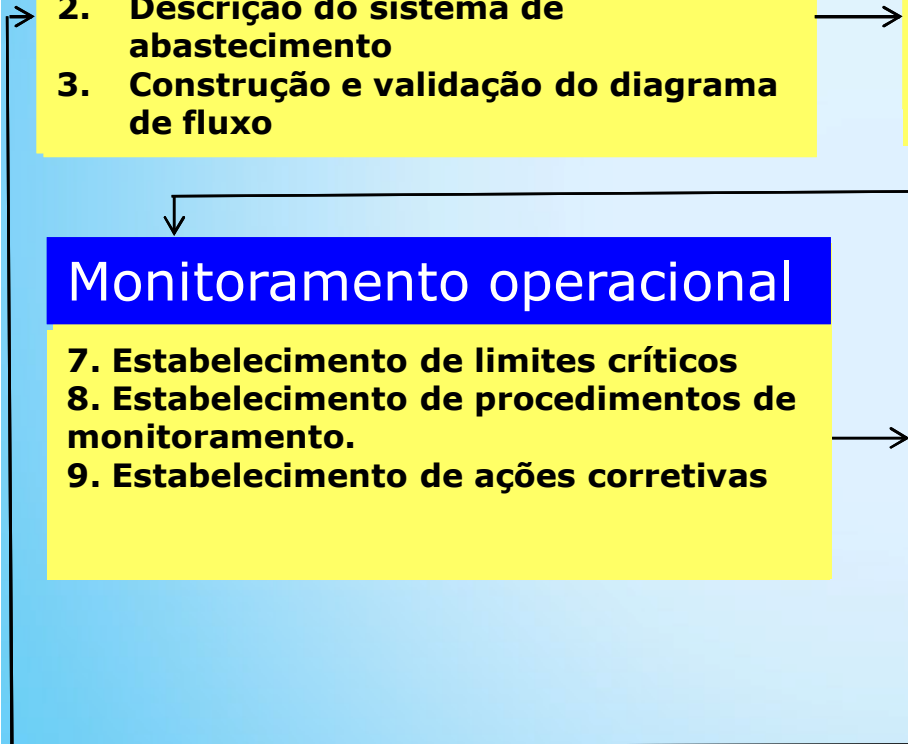 2. Descrição do sistema de
abastecimento
3. Construção e validação do diagrama
de fluxo
Monitoramento operacional
7. Estabelecimento de limites críticos
8. Estabelecimento de procedimentos de
monitoramento.
9. Estabelecimento de ações corretivas